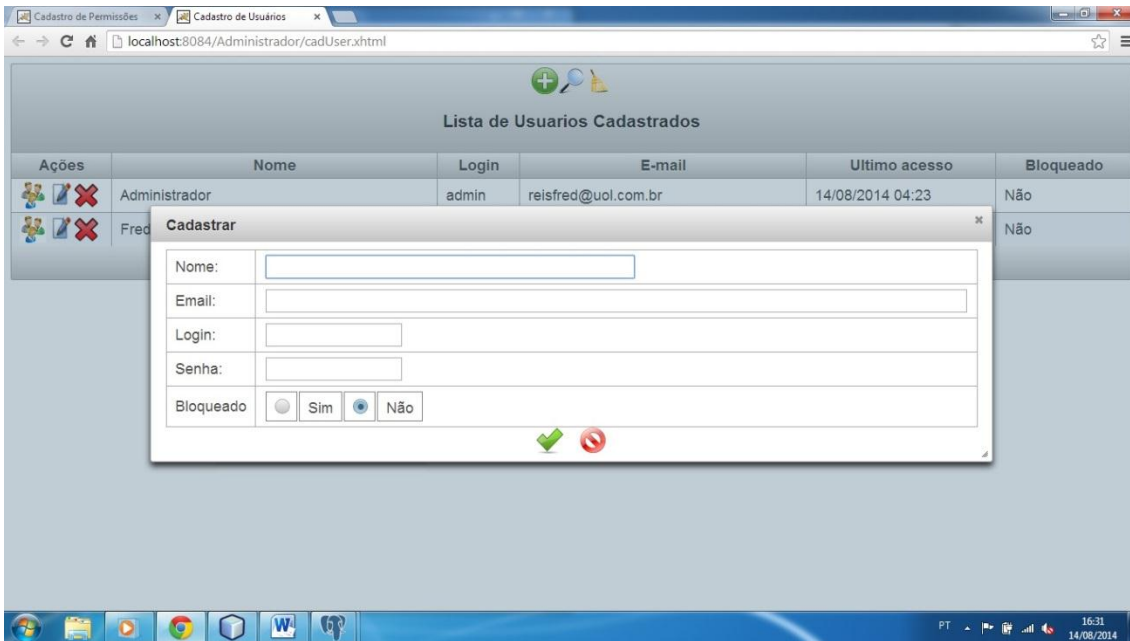 Cadastro de Permissões
Cadastro de Usuários
localhost:8084/Administrador/cadUser.xhtml
Lista de Usuarios Cadastrados
Ações Nome Login E-mail Ultimo acesso Bloqueado
Administrador admin reisfred@uol.com.br 14/08/2014 04:23 Não
Fred Não
Cadastrar
Nome:
Email:
Login:
Senha:
Bloqueado Sim Não
PT 16:31
14/08/2014